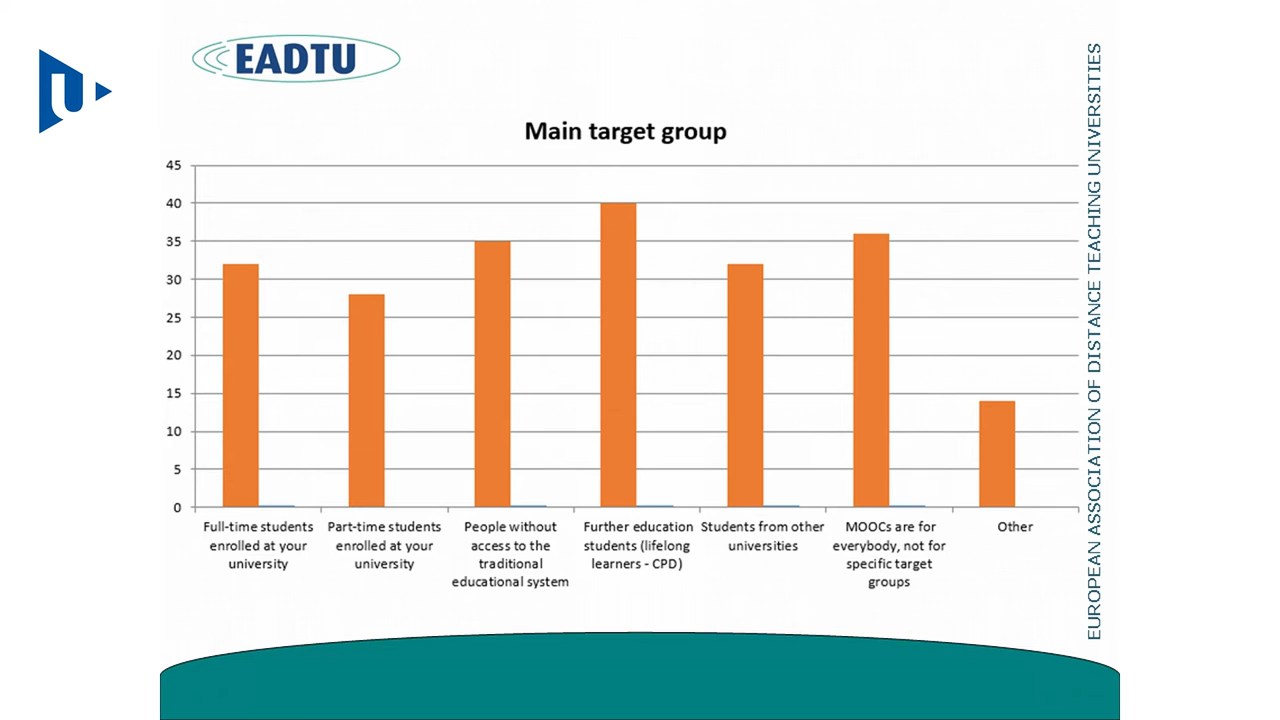 EADTU
U
EUROPEAN ASSOCIATION OF DISTANCE TEACHING UNIVERSITIES
Main target group
45
40
35
30
25
20
15
10
5
0
Full-time students
enrolled at your
university
Part-time students
enrolled at your
university
People without
access to the
traditional
educational system
Further education
students (lifelong
learners - CPD)
Students from other
universities
MOOCs are for
everybody, not for
specific target
groups
Other